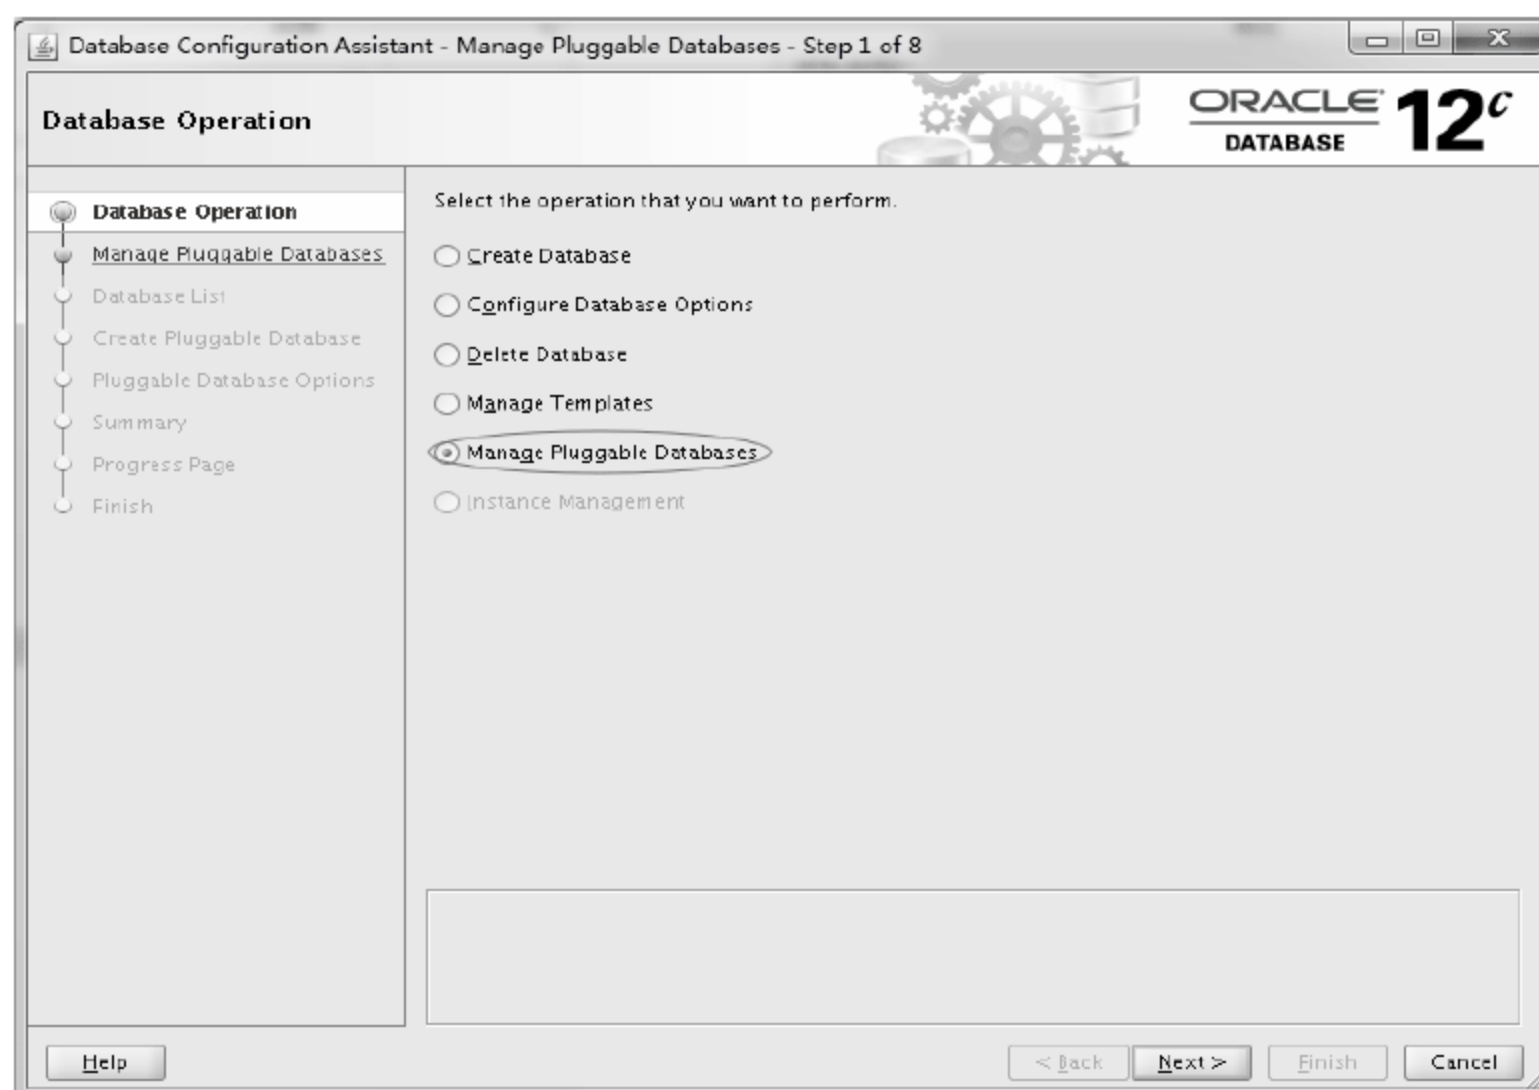 Database Configuration Assistant - Manage Pluggable Databases - Step 1 of 8
Database Operation
ORACLE
DATABASE
12c
Database Operation
Manage Pluggable Databases
Database List
Create Pluggable Database
Pluggable Database Options
Summary
Progress Page
Finish
Select the operation that you want to perform.
Create Database
Configure Database Options
Delete Database
Manage Templates
Manage Pluggable Databases
Instance Management
Help
< Back
Next >
Finish
Cancel